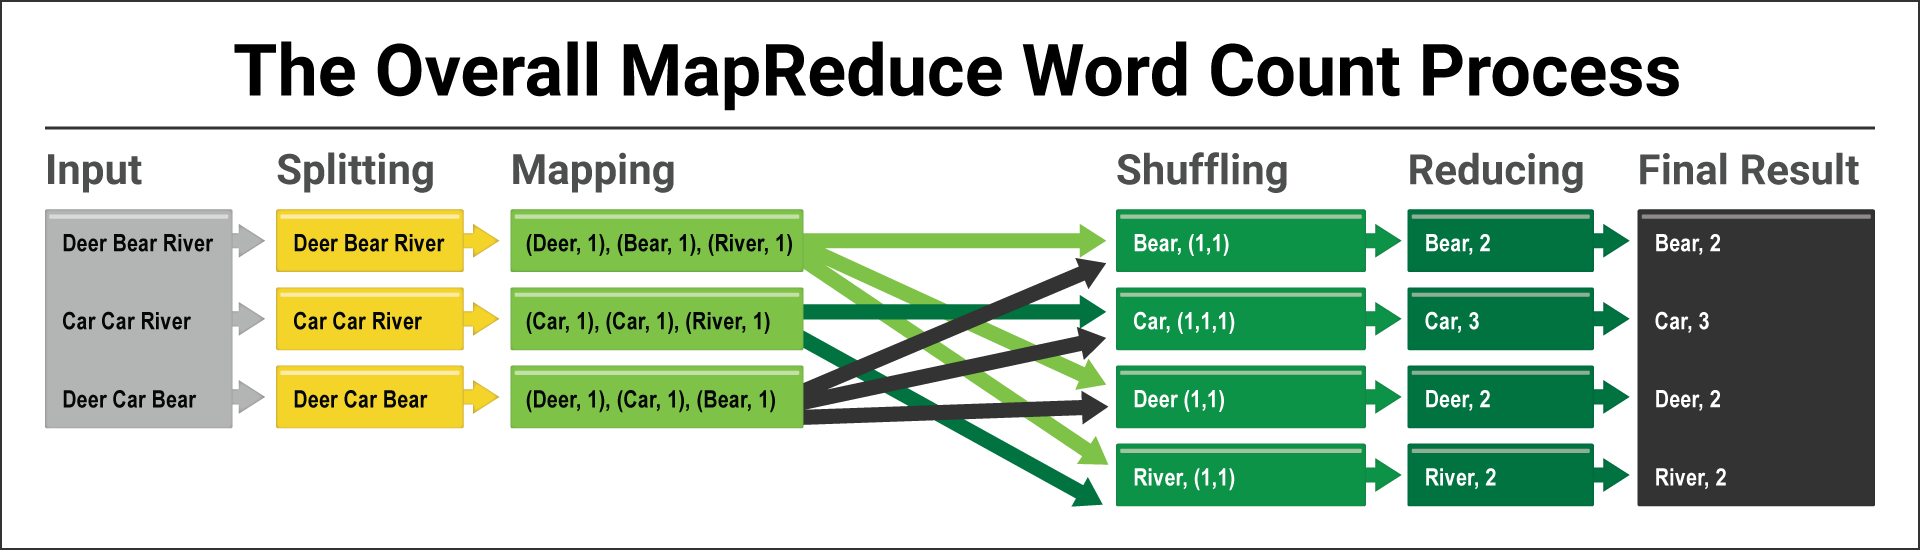 The Overall MapReduce Word Count Process
Input
Deer Bear River
Car Car River
Deer Car Bear
Splitting
Deer Bear River
Car Car River
Deer Car Bear
Mapping
(Deer, 1), (Bear, 1), (River, 1)
(Car, 1), (Car, 1), (River, 1)
(Deer, 1), (Car, 1), (Bear, 1)
Shuffling
Bear, (1,1)
Car, (1,1,1)
Deer (1,1)
River, (1,1)
Reducing
Bear, 2
Car, 3
Deer, 2
River, 2
Final Result
Bear, 2
Car, 3
Deer, 2
River, 2